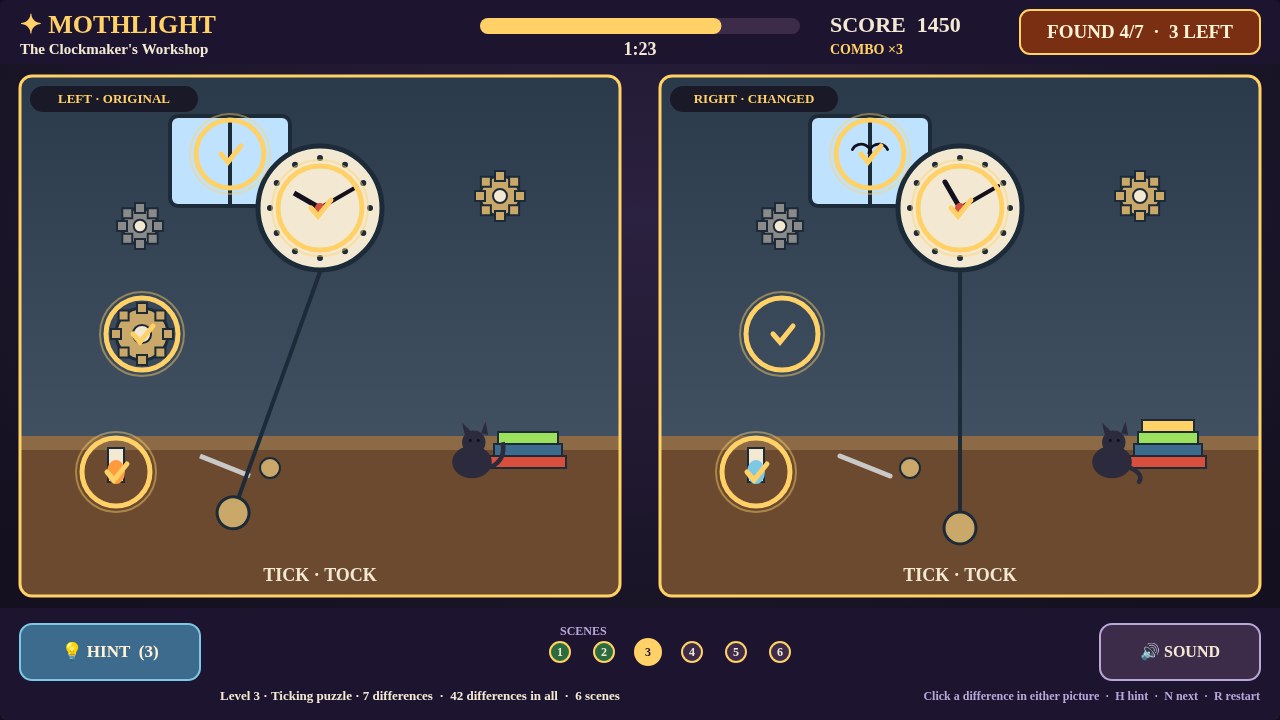 ✦ MOTHLIGHT
The Clockmaker's Workshop
1:23
SCORE 1450
COMBO ×3
FOUND 4/7 · 3 LEFT
LEFT · ORIGINAL
RIGHT · CHANGED
TICK · TOCK
TICK · TOCK
💡 HINT (3)
SCENES
1 2 3 4 5 6
🔊 SOUND
Level 3 · Ticking puzzle · 7 differences · 42 differences in all · 6 scenes
Click a difference in either picture · H hint · N next · R restart